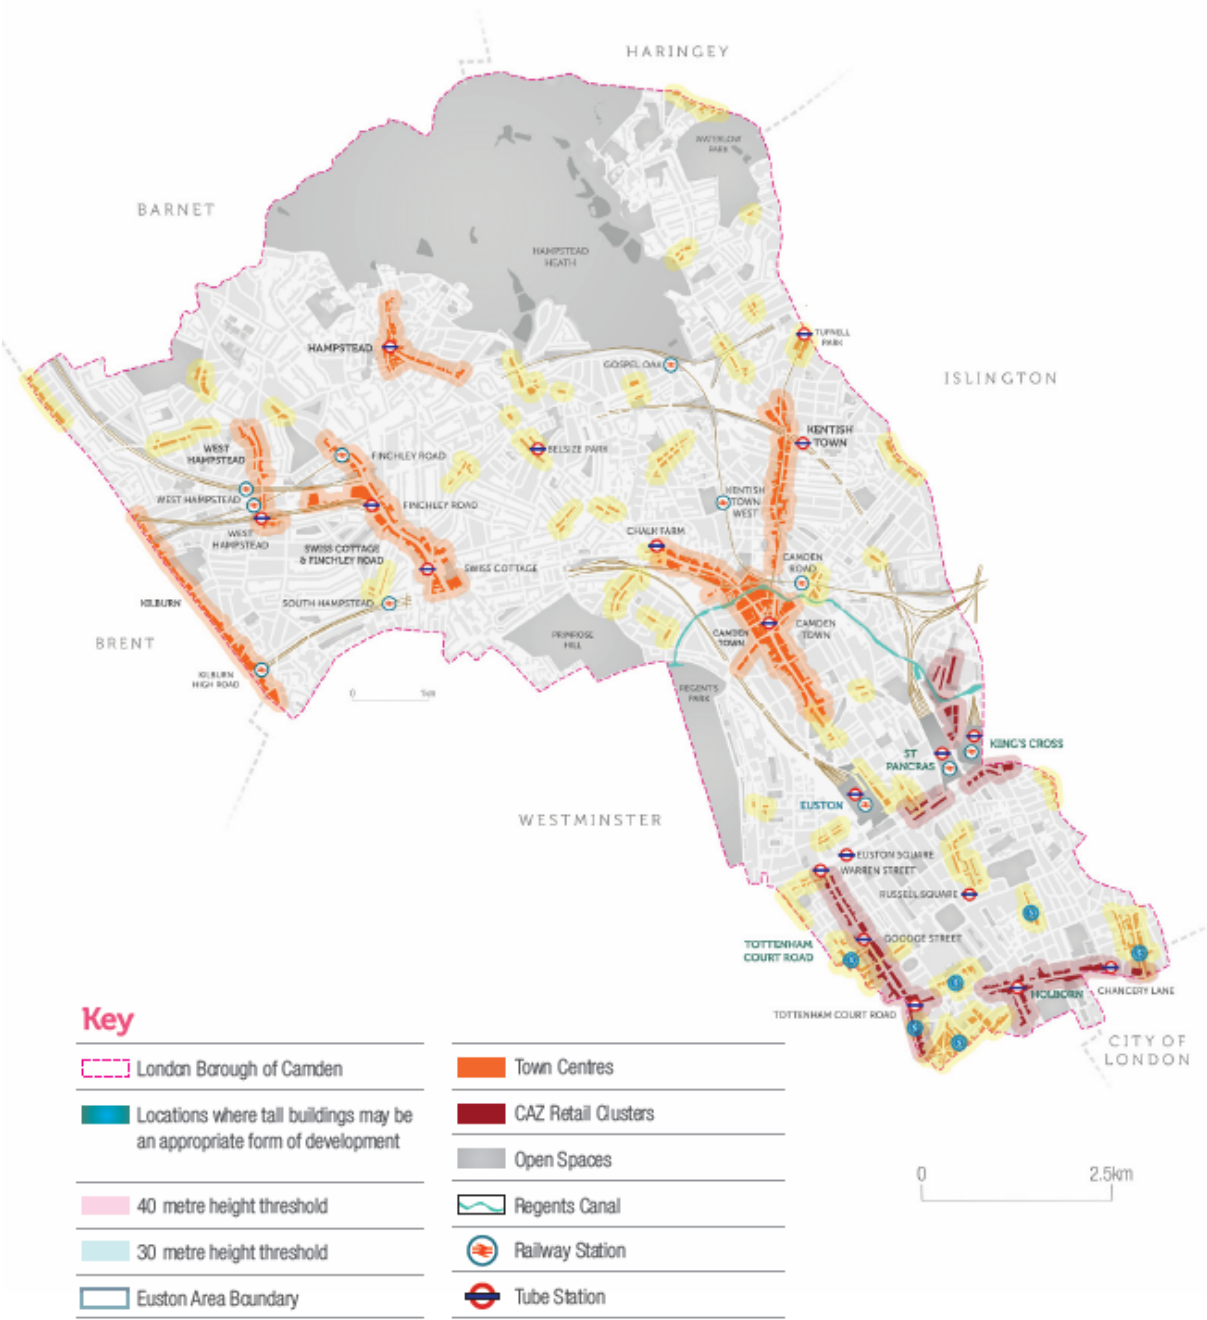 HARINGEY
WATERLOW
PARK
BARNET
HAMPSTEAD
HEATH
TUFNELL
PARK
HAMPSTEAD
GOSPEL OAK
ISLINGTON
KENTISH
TOWN
WEST
HAMPSTEAD
FINCHLEY ROAD
BELSIZE PARK
WEST HAMPSTEAD
FINCHLEY ROAD
KENTISH
TOWN
WEST
WEST
HAMPSTEAD
CHALK FARM
SWISS COTTAGE
& FINCHLEY ROAD
SWISS COTTAGE
CAMDEN
ROAD
KILBURN
SOUTH HAMPSTEAD
BRENT
PRIMROSE
HILL
CAMDEN
TOWN
CAMDEN
TOWN
KILBURN
HIGH ROAD
0 1km
REGENT'S
PARK
KING'S CROSS
ST
PANCRAS
EUSTON
WESTMINSTER
EUSTON SQUARE
WARREN STREET
RUSSELL SQUARE
TOTTENHAM
COURT ROAD
GOODGE STREET
HOLBORN
CHANCERY LANE
TOTTENHAM COURT ROAD
CITY OF
LONDON
Key
London Borough of Camden
Locations where tall buildings may be
an appropriate form of development
40 metre height threshold
30 metre height threshold
Euston Area Boundary
Town Centres
CAZ Retail Clusters
Open Spaces
Regents Canal
Railway Station
Tube Station
0 2.5km